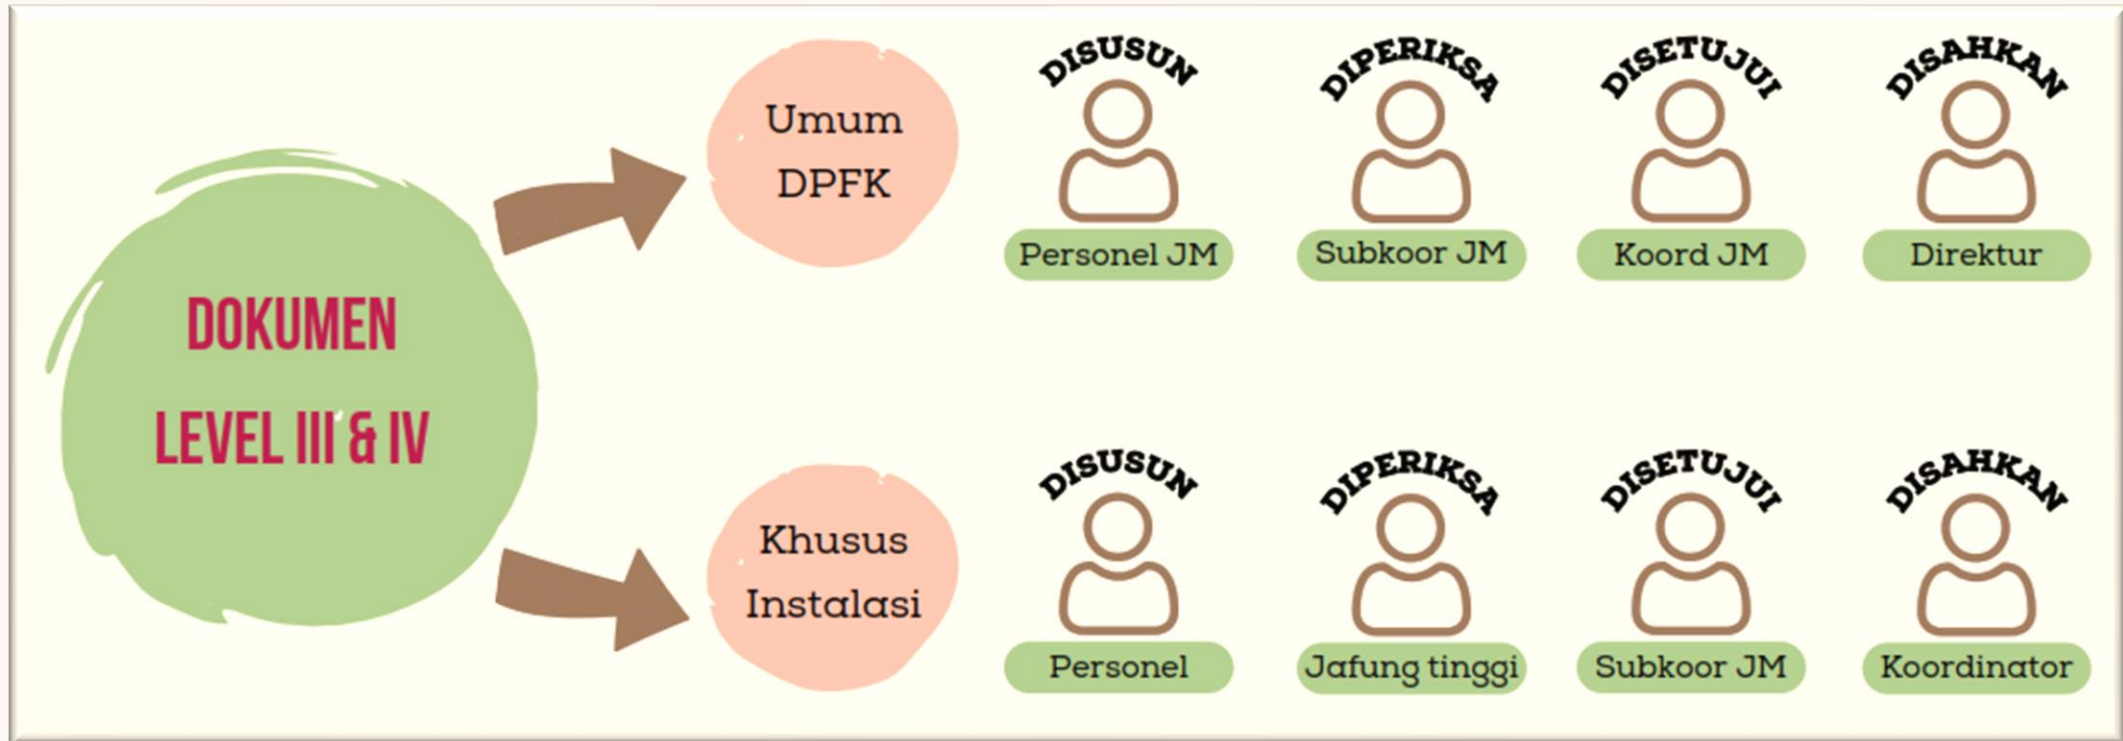 DOKUMEN
LEVEL III & IV
Umum
DPFK
DISUSUN
Personel JM
DIPERIKSA
Subkoor JM
DISETUJUI
Koord JM
DISAHKAN
Direktur
Khusus
Instalasi
DISUSUN
Personel
DIPERIKSA
Jafung tinggi
DISETUJUI
Subkoor JM
DISAHKAN
Koordinator